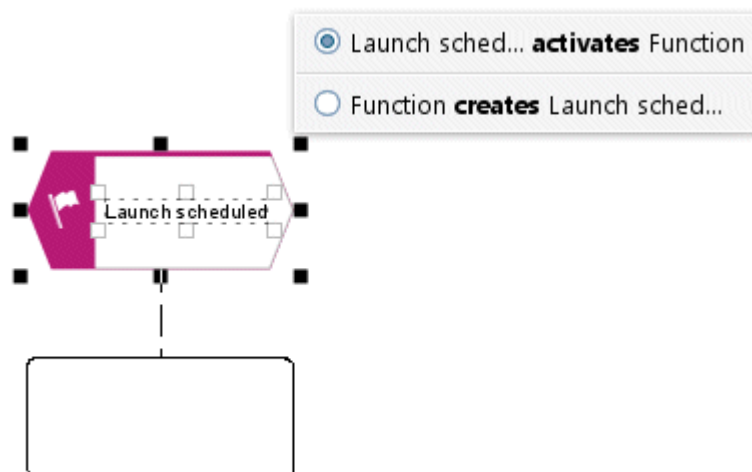 Launch sched... activates Function
Function creates Launch sched...
Launch scheduled